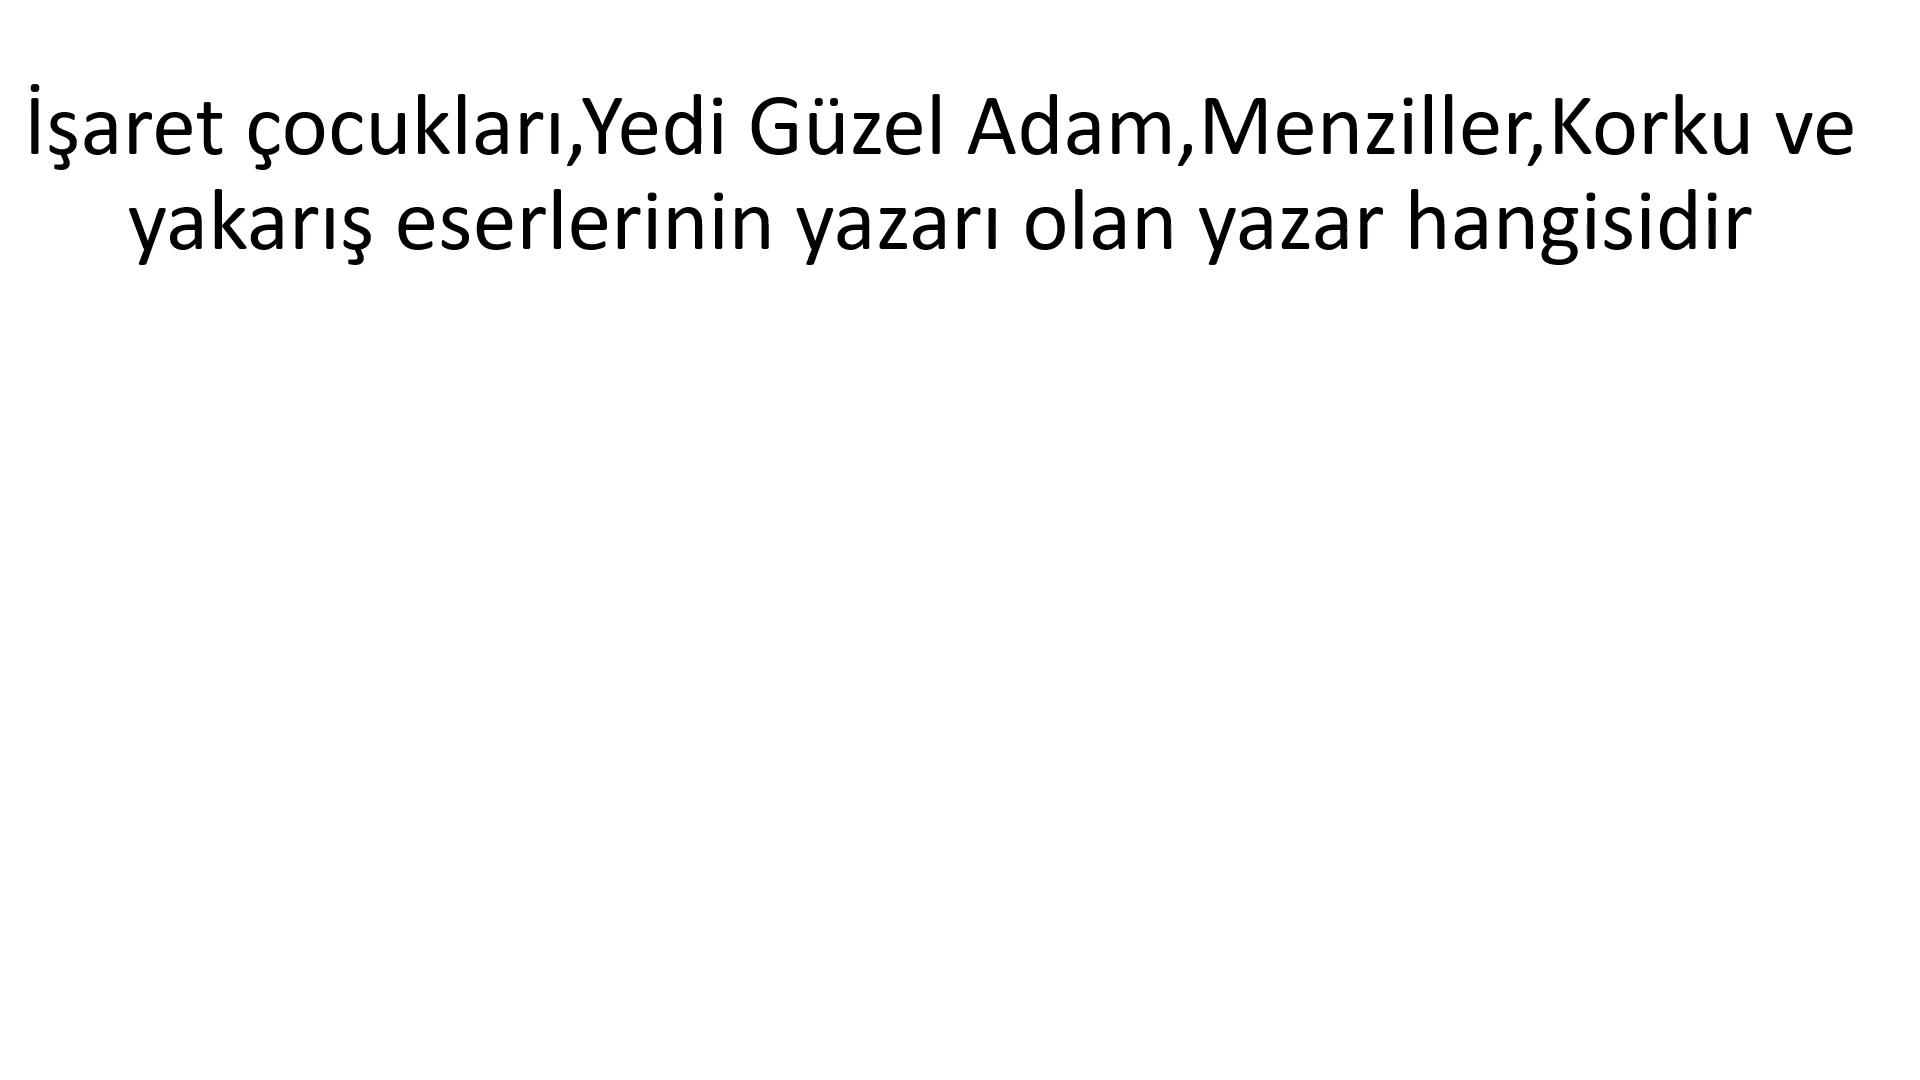 İşaret çocukları,Yedi Güzel Adam,Menziller,Korku ve
yakarış eserlerinin yazarı olan yazar hangisidir